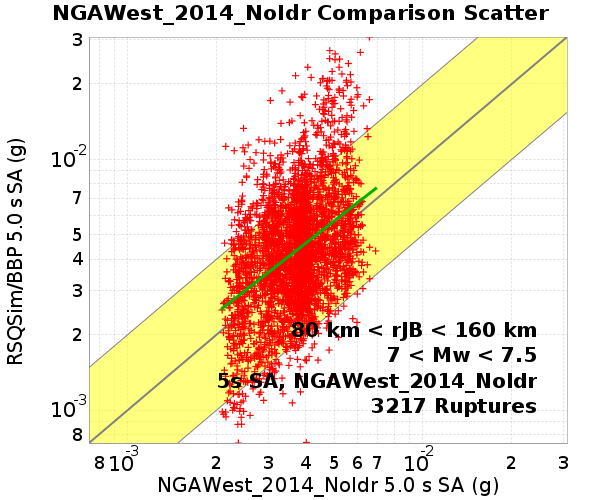 NGAWest_2014_NoIdr Comparison Scatter
RSQSim/BBP 5.0 s SA (g)
3
2
10-2
7
5
4
3
2
10-3
8
80 km < rJB < 160 km
7 < Mw < 7.5
5s SA, NGAWest_2014_NoIdr
3217 Ruptures
8 10-3 2 3 4 5 6 7 10-2 2 3
NGAWest_2014_NoIdr 5.0 s SA (g)